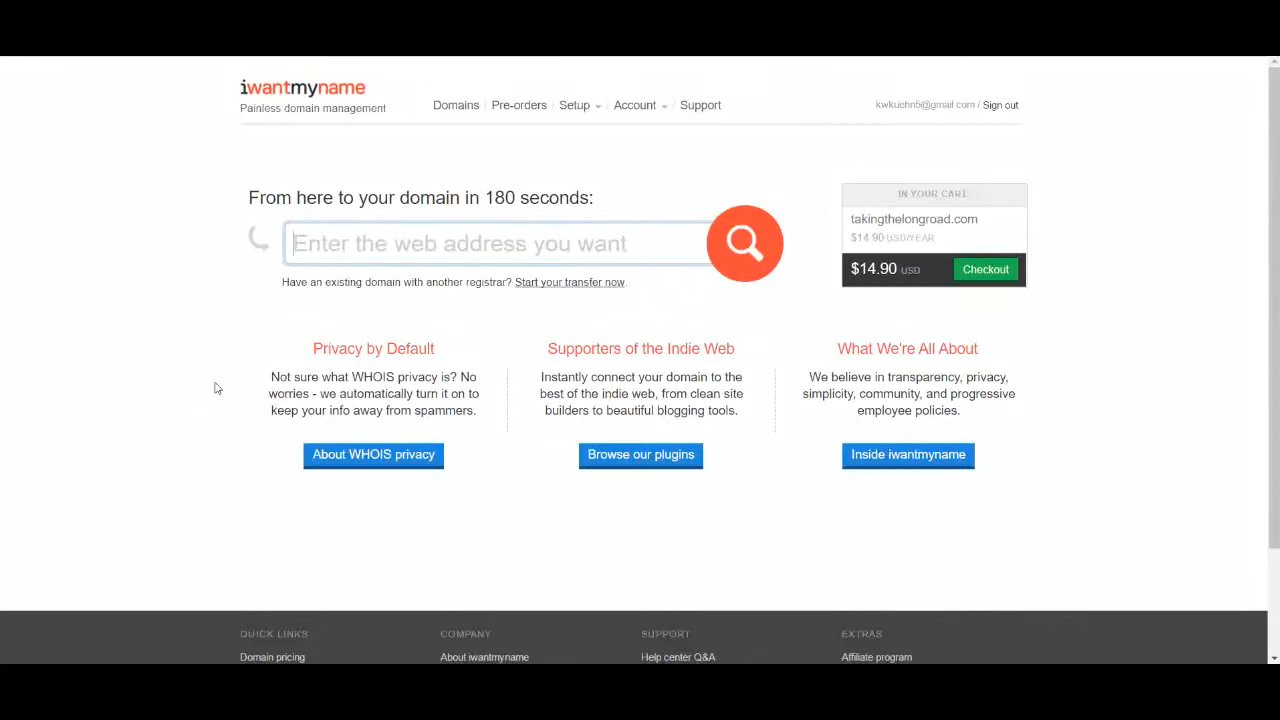 iwantmyname
Painless domain management
Domains / Pre-orders / Setup / Account / Support
kwkuehn5@gmail.com / Sign out
From here to your domain in 180 seconds:
Enter the web address you want
Have an existing domain with another registrar? Start your transfer now.
IN YOUR CART:
takingthelongroad.com
$14.90 USD/YEAR
$14.90 USD
Checkout
Privacy by Default
Not sure what WHOIS privacy is? No
worries - we automatically turn it on to
keep your info away from spammers.
About WHOIS privacy
Supporters of the Indie Web
Instantly connect your domain to the
best of the indie web, from clean site
builders to beautiful blogging tools.
Browse our plugins
What We're All About
We believe in transparency, privacy,
simplicity, community, and progressive
employee policies.
Inside iwantmyname
QUICK LINKS
Domain pricing
COMPANY
About iwantmyname
SUPPORT
Help center Q&A
EXTRAS
Affiliate program